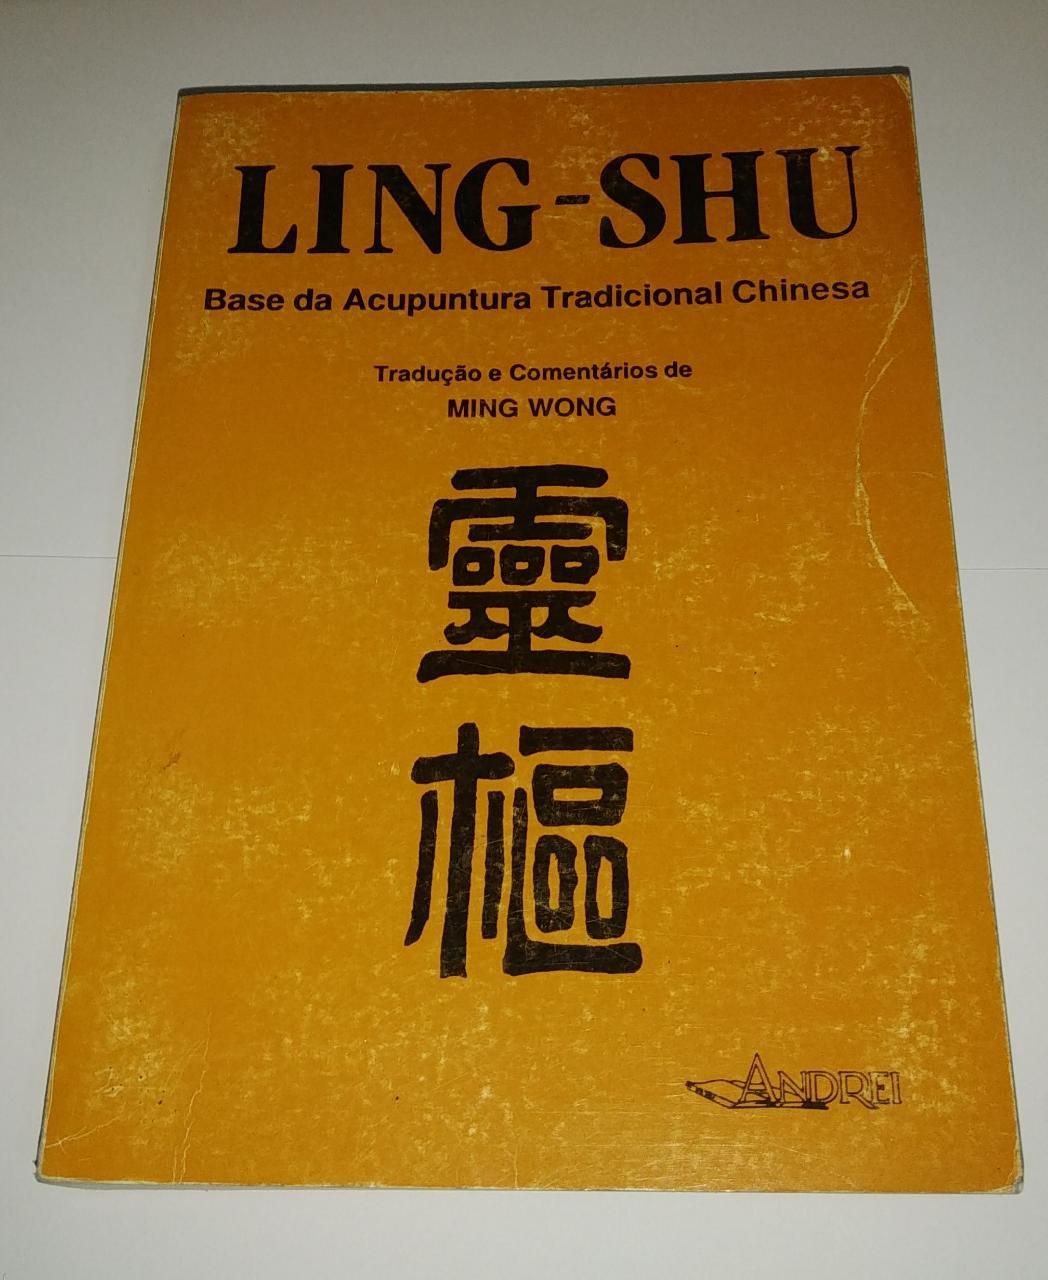 LING-SHU
Base da Acupuntura Tradicional Chinesa
Tradução e Comentários de
MING WONG
靈
樞
ANDREI